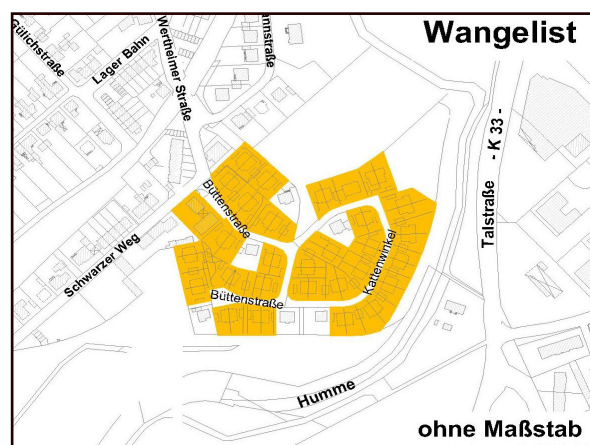 Wangelist
Gülichstraße
Lager Bahn
Wertheimer Straße
nnstraße
Talstraße - K 33 -
Büttenstraße
Schwarzer Weg
Kattenwinkel
Büttenstraße
Humme
ohne Maßstab